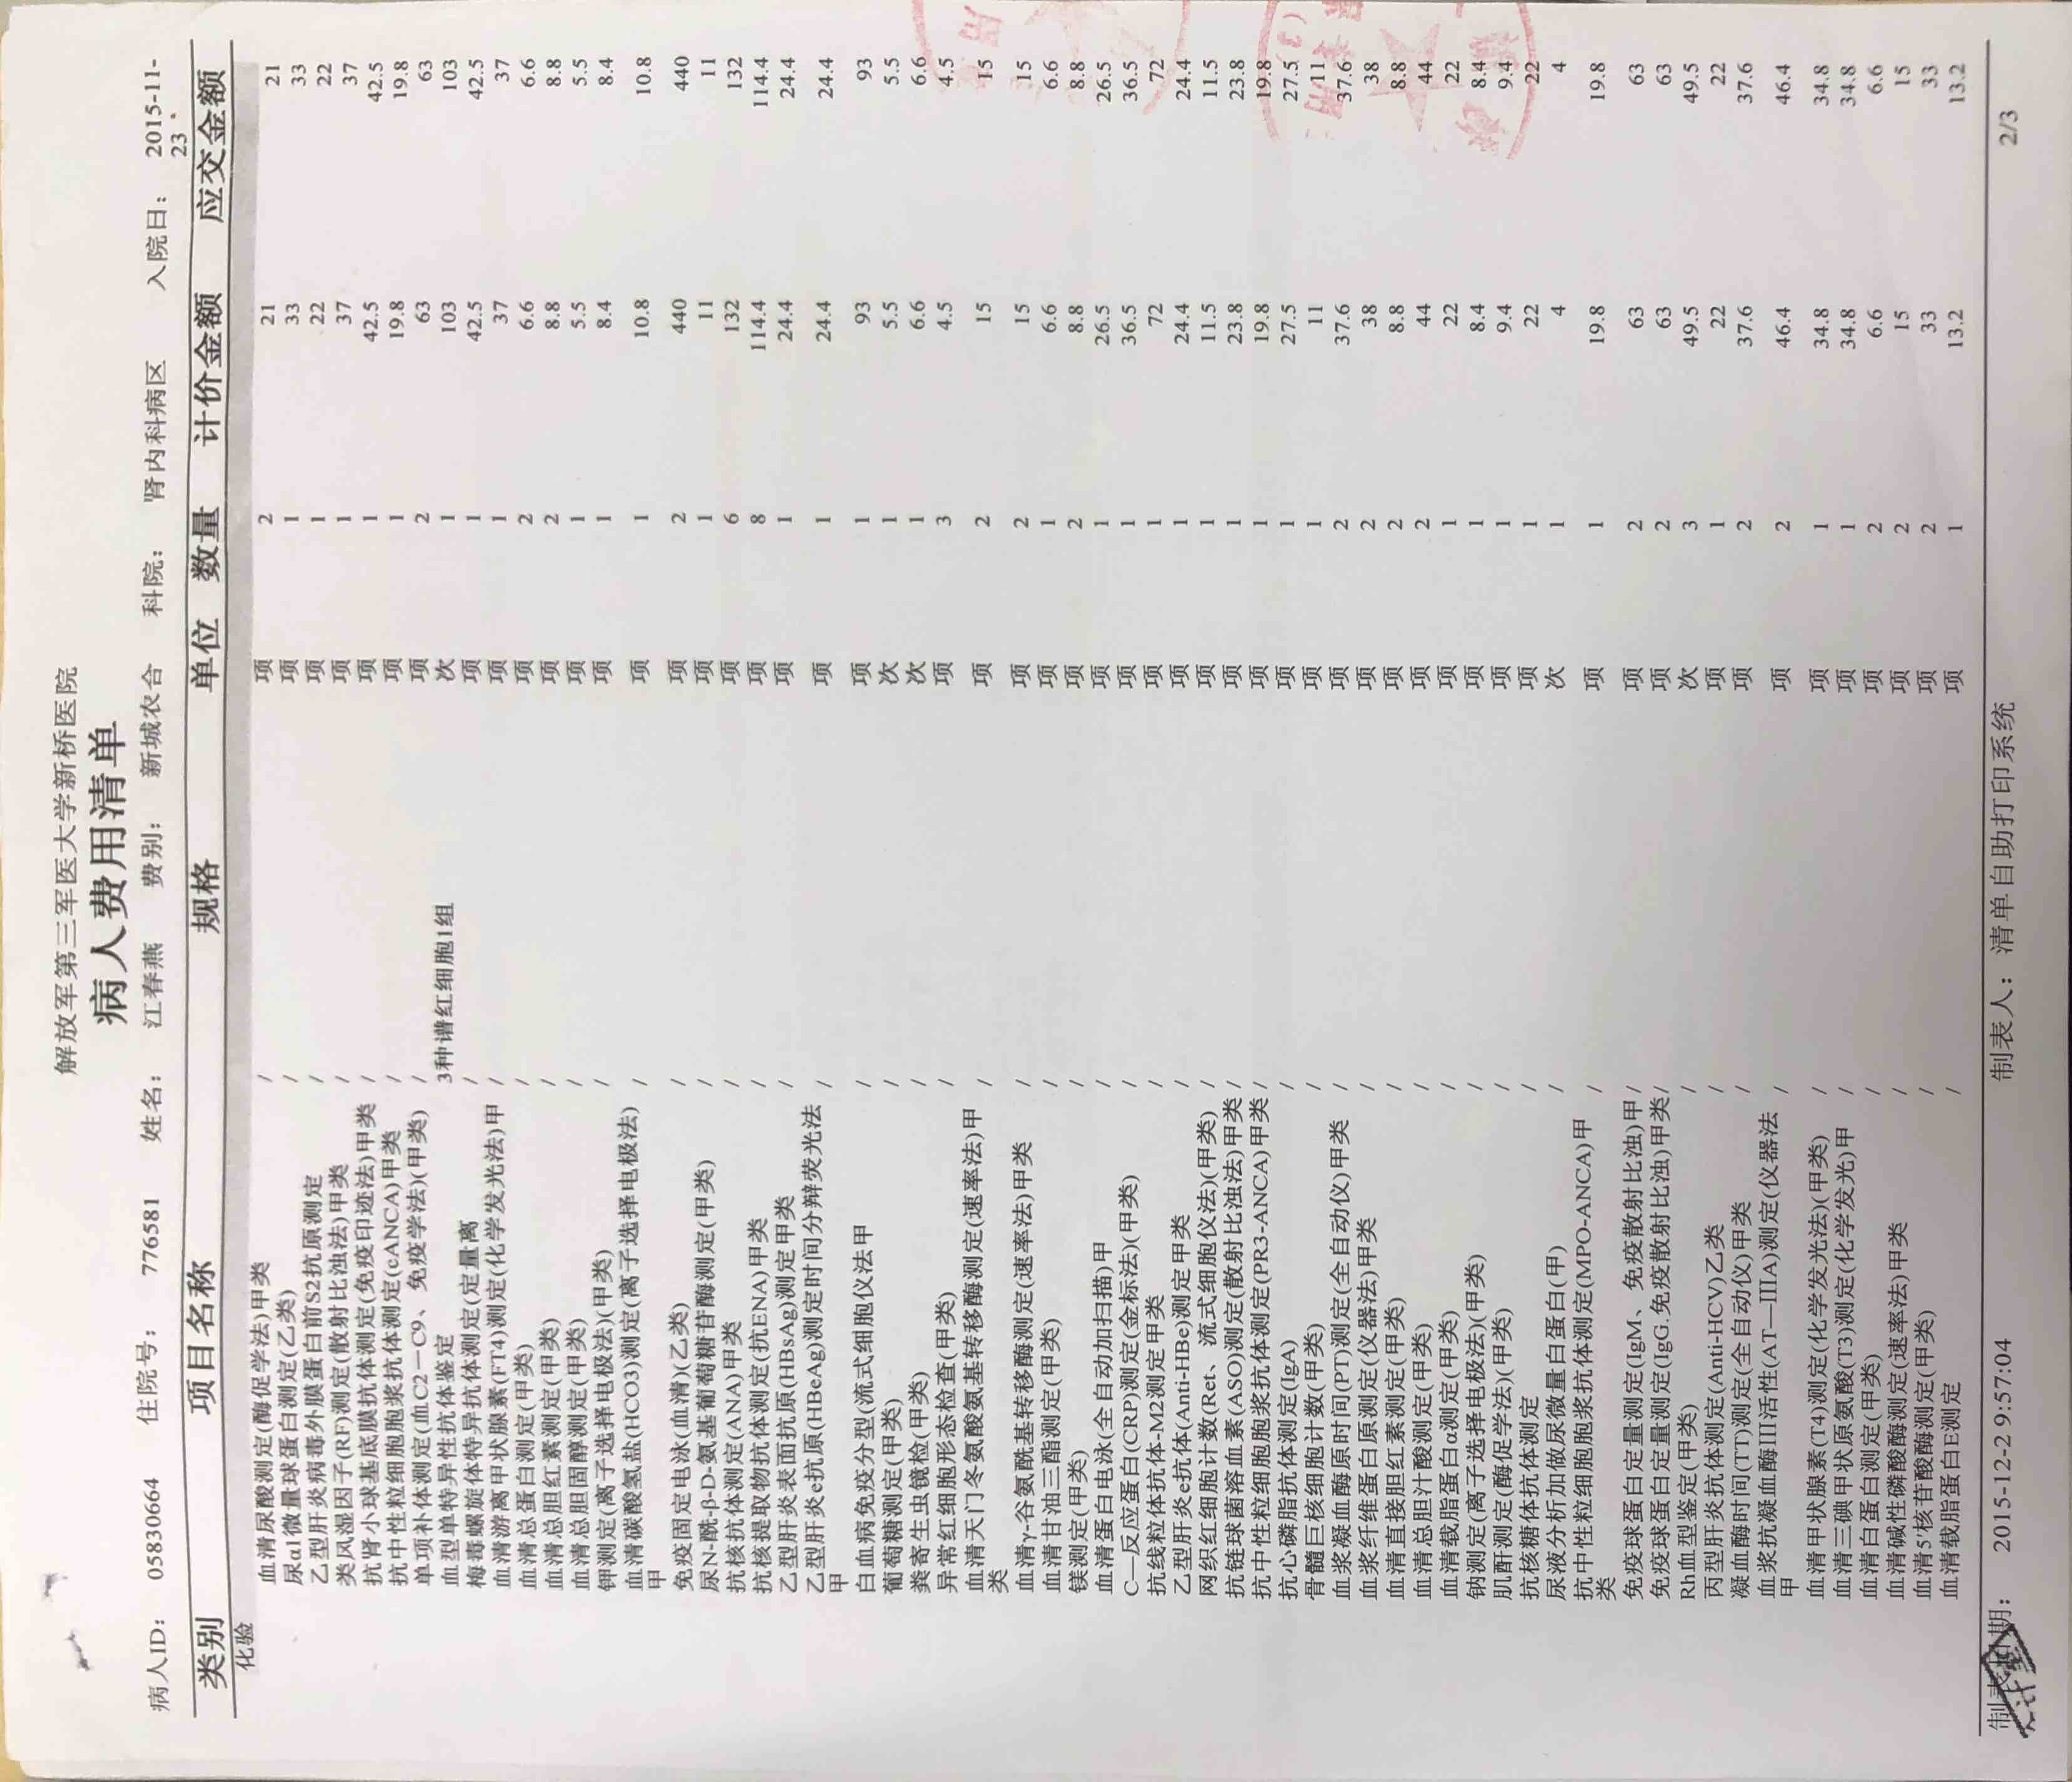 解放军第三军医大学新桥医院
病人费用清单
病人ID： 05830664 住院号： 776581 姓名： 江春燕 费别： 新城农合 科院： 肾内科病区 入院日： 2015-11-23
类别 项目名称 规格 单位 数量 计价金额 应交金额
化验
血清尿酸测定(酶促学法)甲类 / 项 2 21 21
尿α1微量球蛋白测定(乙类) / 项 1 33 33
乙型肝炎病毒外膜蛋白前S2抗原测定 / 项 1 22 22
类风湿因子(RF)测定(散射比浊法)甲类 / 项 1 37 37
抗肾小球基底膜抗体测定(免疫印迹法)甲类 / 项 1 42.5 42.5
抗中性粒细胞胞浆抗体测定(cANCA)甲类 / 项 1 19.8 19.8
单项补体测定(血C2－C9、免疫学法)(甲类) / 项 2 63 63
血型单特异性抗体鉴定 3种谱红细胞1组 次 1 103 103
梅毒螺旋体特异抗体测定(定量离 / 项 1 42.5 42.5
血清游离甲状腺素(FT4)测定(化学发光法)甲 / 项 1 37 37
血清总蛋白测定(甲类) / 项 2 6.6 6.6
血清总胆红素测定(甲类) / 项 2 8.8 8.8
血清总胆固醇测定(甲类) / 项 1 5.5 5.5
钾测定(离子选择电极法)(甲类) / 项 1 8.4 8.4
血清碳酸氢盐(HCO3)测定(离子选择电极法)
甲 / 项 1 10.8 10.8
免疫固定电泳(血清)(乙类) / 项 2 440 440
尿N-酰-β-D-氨基葡萄糖苷酶测定(甲类) / 项 1 11 11
抗核抗体测定(ANA)甲类 / 项 6 132 132
抗核提取物抗体测定(抗ENA)甲类 / 项 8 114.4 114.4
乙型肝炎表面抗原(HBsAg)测定甲类 / 项 1 24.4 24.4
乙型肝炎e抗原(HBeAg)测定时间分辩荧光法
甲 / 项 1 24.4 24.4
白血病免疫分型(流式细胞仪法甲 / 项 1 93 93
葡萄糖测定(甲类) / 次 1 5.5 5.5
粪寄生虫镜检(甲类) / 次 1 6.6 6.6
异常红细胞形态检查(甲类) / 项 3 4.5 4.5
血清天门冬氨酸氨基转移酶测定(速率法)甲
类 / 项 2 15 15
血清γ-谷氨酰基转移酶测定(速率法)甲类 / 项 2 15 15
血清甘油三酯测定(甲类) / 项 1 6.6 6.6
镁测定(甲类) / 项 2 8.8 8.8
血清蛋白电泳(全自动加扫描)甲 / 项 1 26.5 26.5
C—反应蛋白(CRP)测定(金标法)(甲类) / 项 1 36.5 36.5
抗线粒体抗体-M2测定甲类 / 项 1 72 72
乙型肝炎e抗体(Anti-HBe)测定甲类 / 项 1 24.4 24.4
网织红细胞计数(Ret、流式细胞仪法)(甲类) / 项 1 11.5 11.5
抗链球菌溶血素(ASO)测定(散射比浊法)甲类 / 项 1 23.8 23.8
抗中性粒细胞胞浆抗体测定(PR3-ANCA)甲类 / 项 1 19.8 19.8
抗心磷脂抗体测定(IgA) / 项 1 27.5 27.5
骨髓巨核细胞计数(甲类) / 项 1 11 11
血浆凝血酶原时间(PT)测定(全自动仪)甲类 / 项 2 37.6 37.6
血浆纤维蛋白原测定(仪器法)甲类 / 项 2 38 38
血清直接胆红素测定(甲类) / 项 2 8.8 8.8
血清总胆汁酸测定(甲类) / 项 2 44 44
血清载脂蛋白α测定(甲类) / 项 1 22 22
钠测定(离子选择电极法)(甲类) / 项 1 8.4 8.4
肌酐测定(酶促学法)(甲类) / 项 1 9.4 9.4
抗核糖体抗体测定 / 项 1 22 22
尿液分析加做尿微量白蛋白(甲) / 次 1 4 4
抗中性粒细胞胞浆抗体测定(MPO-ANCA)甲
类 / 项 1 19.8 19.8
免疫球蛋白定量测定(IgM、免疫散射比浊)甲 / 项 2 63 63
免疫球蛋白定量测定(IgG.免疫散射比浊)甲类 / 项 2 63 63
Rh血型鉴定(甲类) / 次 3 49.5 49.5
丙型肝炎抗体测定(Anti-HCV)乙类 / 项 1 22 22
凝血酶时间(TT)测定(全自动仪)甲类 / 项 2 37.6 37.6
血浆抗凝血酶III活性(AT—IIIA)测定(仪器法
甲 / 项 2 46.4 46.4
血清甲状腺素(T4)测定(化学发光法)(甲类) / 项 1 34.8 34.8
血清三碘甲状原氨酸(T3)测定(化学发光)甲 / 项 1 34.8 34.8
血清白蛋白测定(甲类) / 项 2 6.6 6.6
血清碱性磷酸酶测定(速率法)甲类 / 项 2 15 15
血清5'核苷酸酶测定(甲类) / 项 2 33 33
血清载脂蛋白E测定 / 项 1 13.2 13.2
制表日期： 2015-12-2 9:57:04 制表人： 清单自助打印系统 2/3